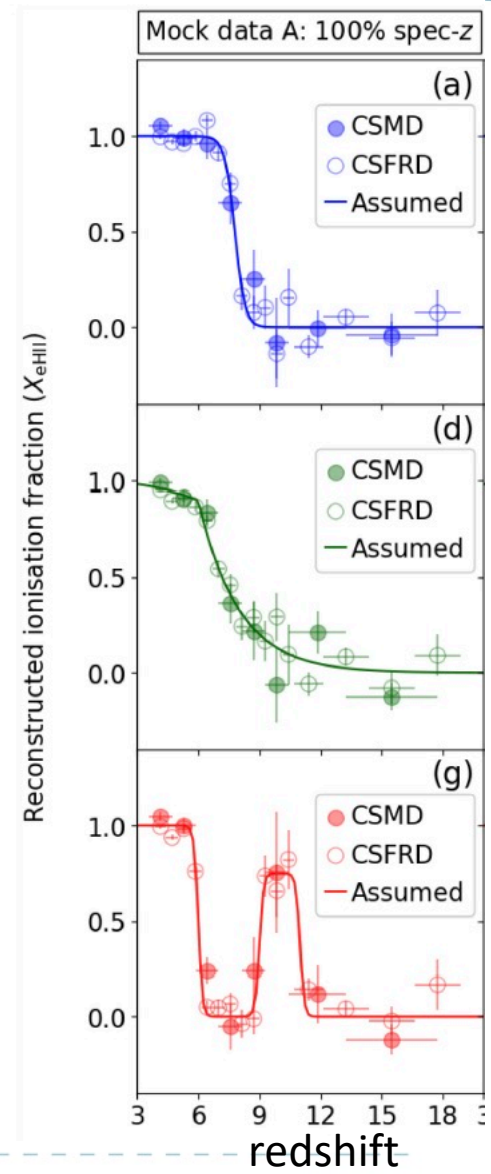 Mock data A: 100% spec-z
(a)
CSMD
CSFRD
Assumed
1.0
0.5
0.0
(d)
CSMD
CSFRD
Assumed
1.0
0.5
0.0
Reconstructed ionisation fraction (XeHII)
(g)
CSMD
CSFRD
Assumed
1.0
0.5
0.0
3 6 9 12 15 18 3
redshift